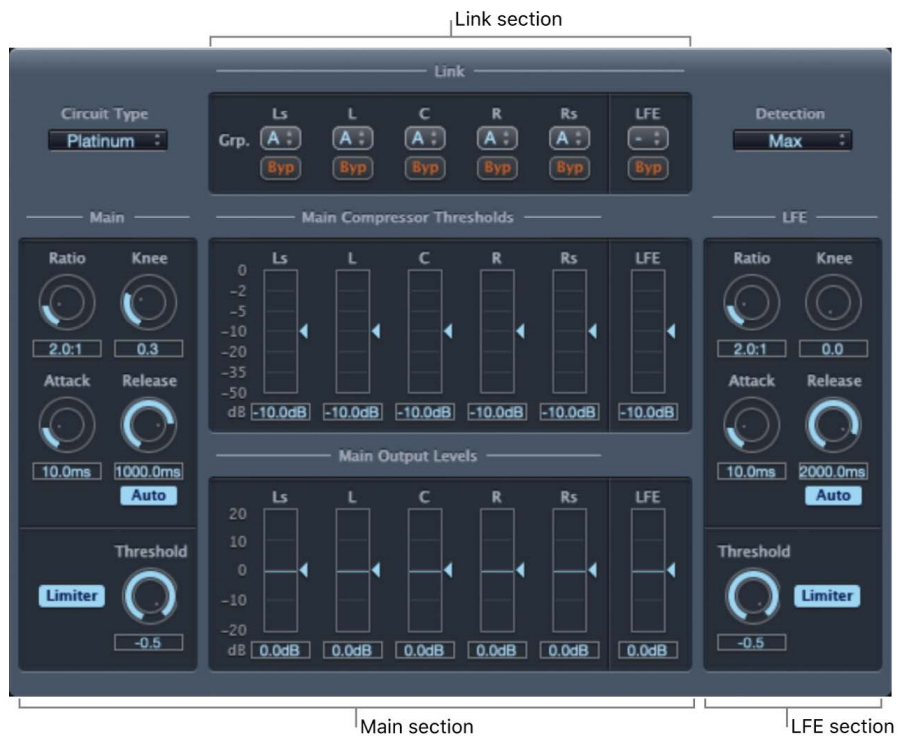 Link section
Link
Circuit Type
Platinum
Ls L C R Rs LFE
Grp. A A A A A -
Byp Byp Byp Byp Byp Byp
Detection
Max
Main
Ratio Knee
2.0:1 0.3
Attack Release
10.0ms 1000.0ms
Auto
Threshold
Limiter
-0.5
Main Compressor Thresholds
Ls L C R Rs LFE
0
-2
-5
-10
-20
-35
-50
dB -10.0dB -10.0dB -10.0dB -10.0dB -10.0dB -10.0dB
Main Output Levels
Ls L C R Rs LFE
20
10
0
-10
-20
dB 0.0dB 0.0dB 0.0dB 0.0dB 0.0dB 0.0dB
LFE
Ratio Knee
2.0:1 0.0
Attack Release
10.0ms 2000.0ms
Auto
Threshold
Limiter
-0.5
Main section
LFE section